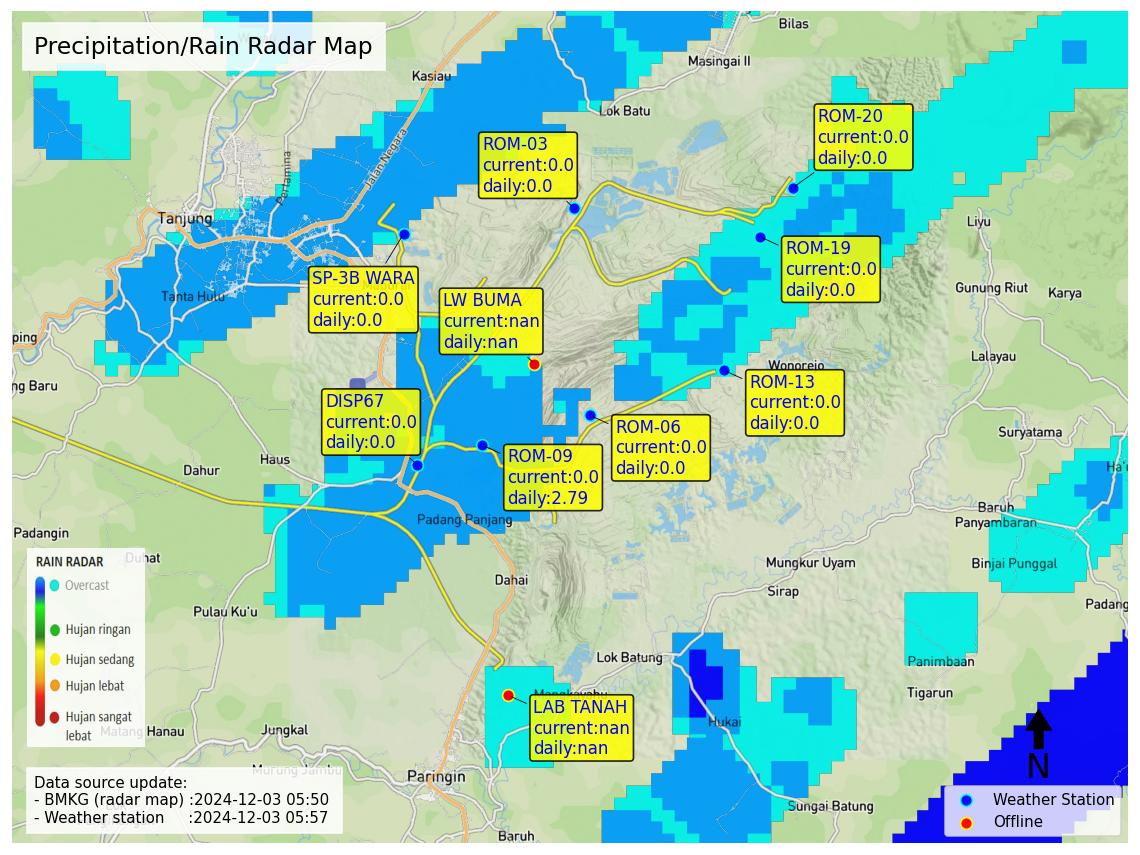 Precipitation/Rain Radar Map
Bilas
Masingai II
Kasiau
Lok Batu
Jalan Negara
Pertamina
Tanjung
Tanta Hulu
ROM-20
current:0.0
daily:0.0
ROM-03
current:0.0
daily:0.0
ROM-19
current:0.0
daily:0.0
SP-3B WARA
current:0.0
daily:0.0
LW BUMA
current:nan
daily:nan
Liyu
Gunung Riut
Karya
Lalayau
Wonorejo
ping
ng Baru
ROM-13
current:0.0
daily:0.0
DISP67
current:0.0
daily:0.0
ROM-06
current:0.0
daily:0.0
ROM-09
current:0.0
daily:2.79
Suryatama
Haus
Dahur
Baruh
Panyambaran
Padang Panjang
Padangin
Duhat
Binjai Punggal
Mungkur Uyam
Dahai
Sirap
Padang
Pulau Ku'u
RAIN RADAR
Overcast
Hujan ringan
Hujan sedang
Hujan lebat
Hujan sangat
lebat
Lok Batung
Panimbaan
Tigarun
LAB TANAH
current:nan
daily:nan
Hukai
Jungkal
Matang Hanau
Murung Jambu
Paringin
Sungai Batung
Baruh
Data source update:
- BMKG (radar map) :2024-12-03 05:50
- Weather station :2024-12-03 05:57
N
Weather Station
Offline